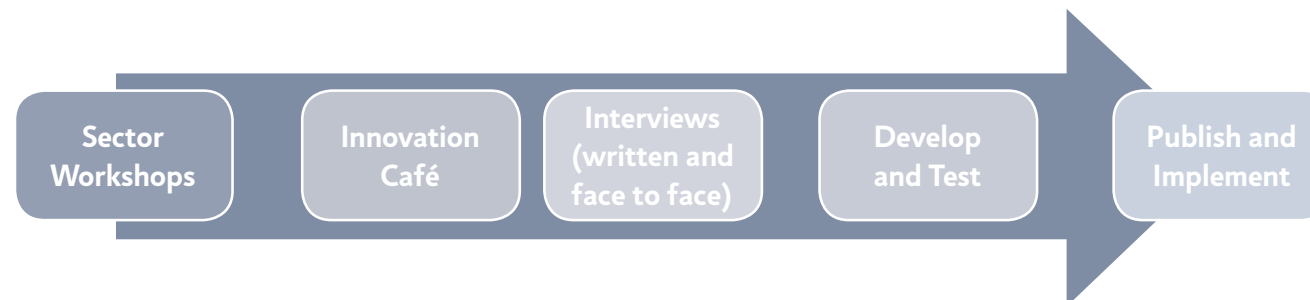 Sector
Workshops
Innovation
Café
Interviews
(written and
face to face)
Develop
and Test
Publish and
Implement